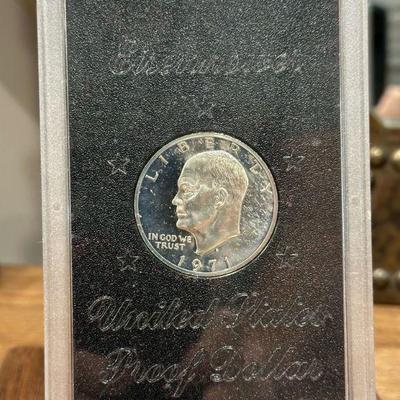 Eisenhower
LIBERTY
IN GOD WE
TRUST
1971
United States
Proof Dollar